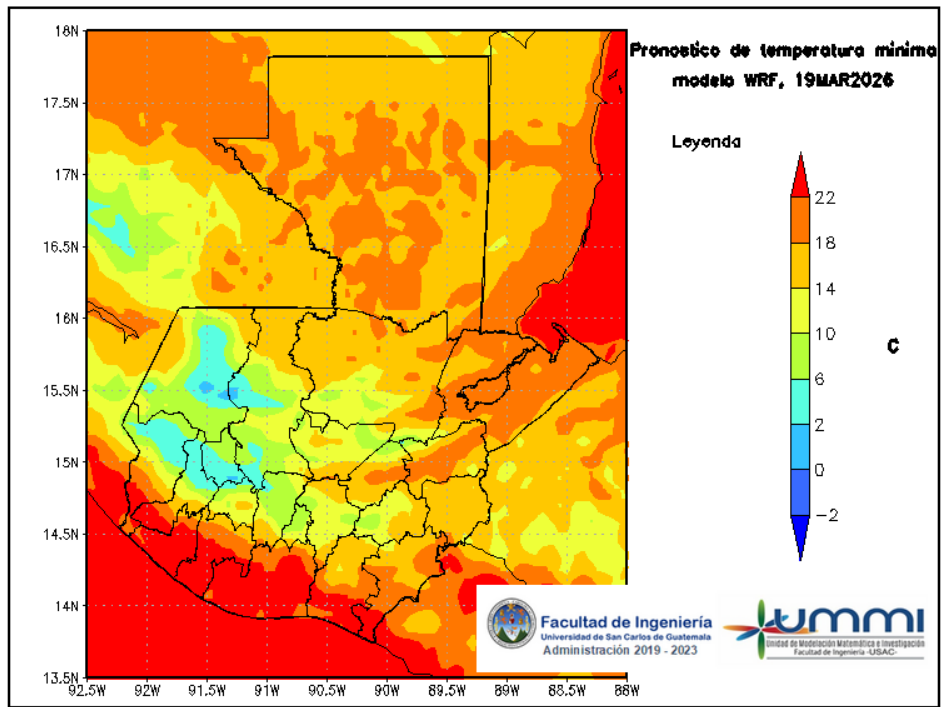 Pronostico de temperatura minima
modelo WRF, 19MAR2026
Leyenda
22
18
14
10
6
2
0
−2
C
18N
17.5N
17N
16.5N
16N
15.5N
15N
14.5N
14N
13.5N
92.5W
92W
91.5W
91W
90.5W
90W
89.5W
89W
88.5W
88W
Facultad de Ingeniería
Universidad de San Carlos de Guatemala
Administración 2019 - 2023
ummi
Unidad de Modelación Matemática e Investigación
Facultad de Ingeniería -USAC-